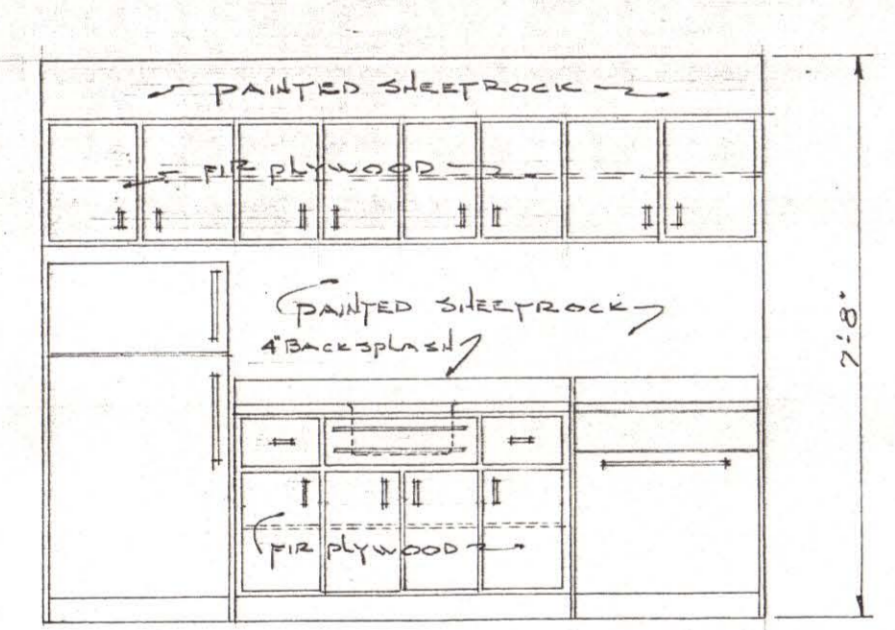 PAINTED SHEETROCK
FIR PLYWOOD
PAINTED SHEETROCK
4" BACKSPLASH
7'-8"
FIR PLYWOOD